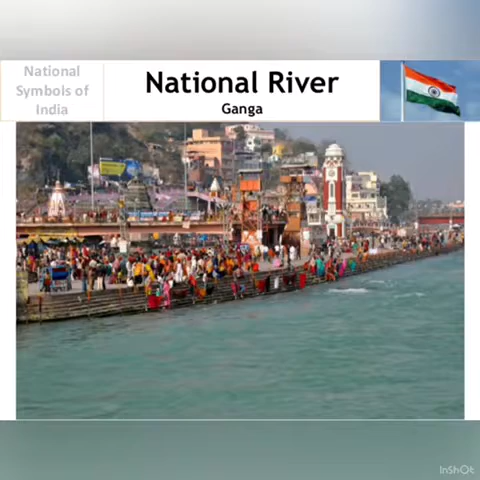 National
Symbols of
India
National River
Ganga
InShOt